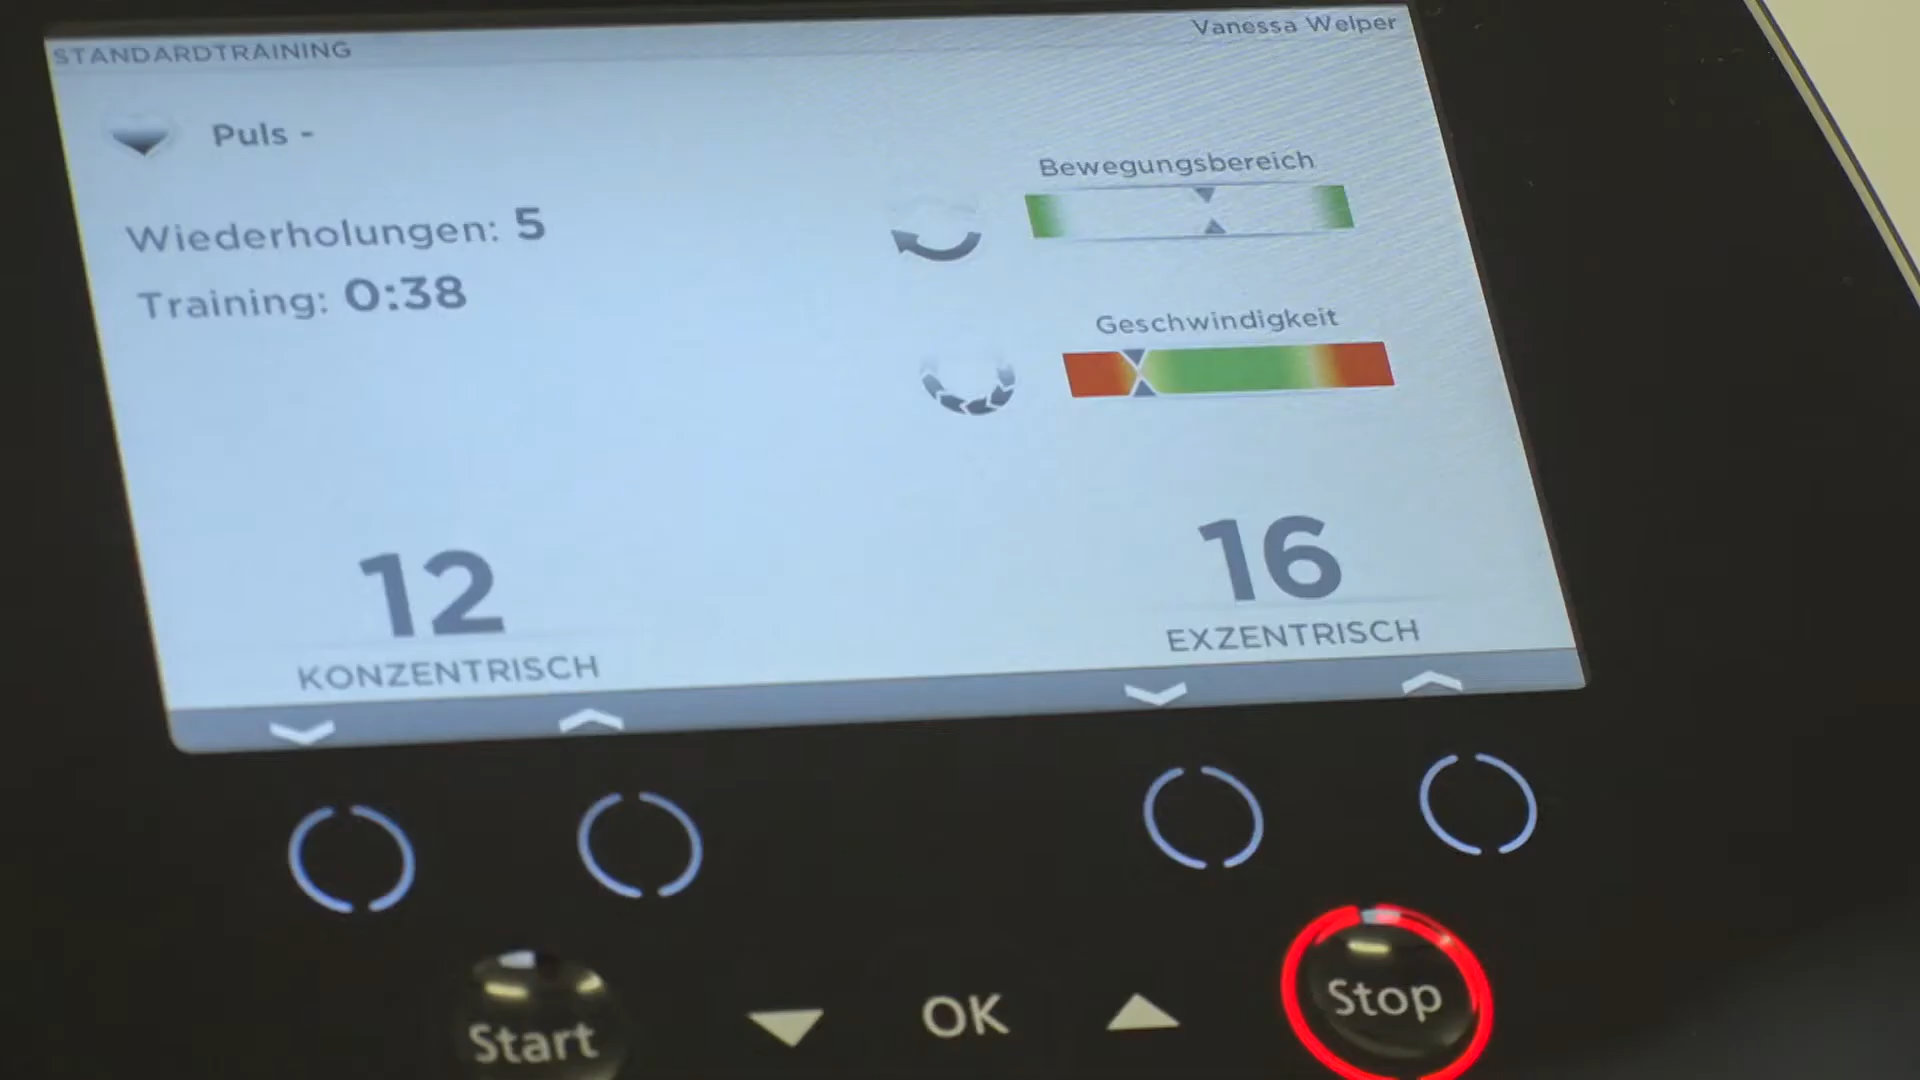 STANDARDTRAINING
Vanessa Welper
Puls -
Wiederholungen: 5
Training: 0:38
Bewegungsbereich
Geschwindigkeit
12
KONZENTRISCH
16
EXZENTRISCH
Start
OK
Stop